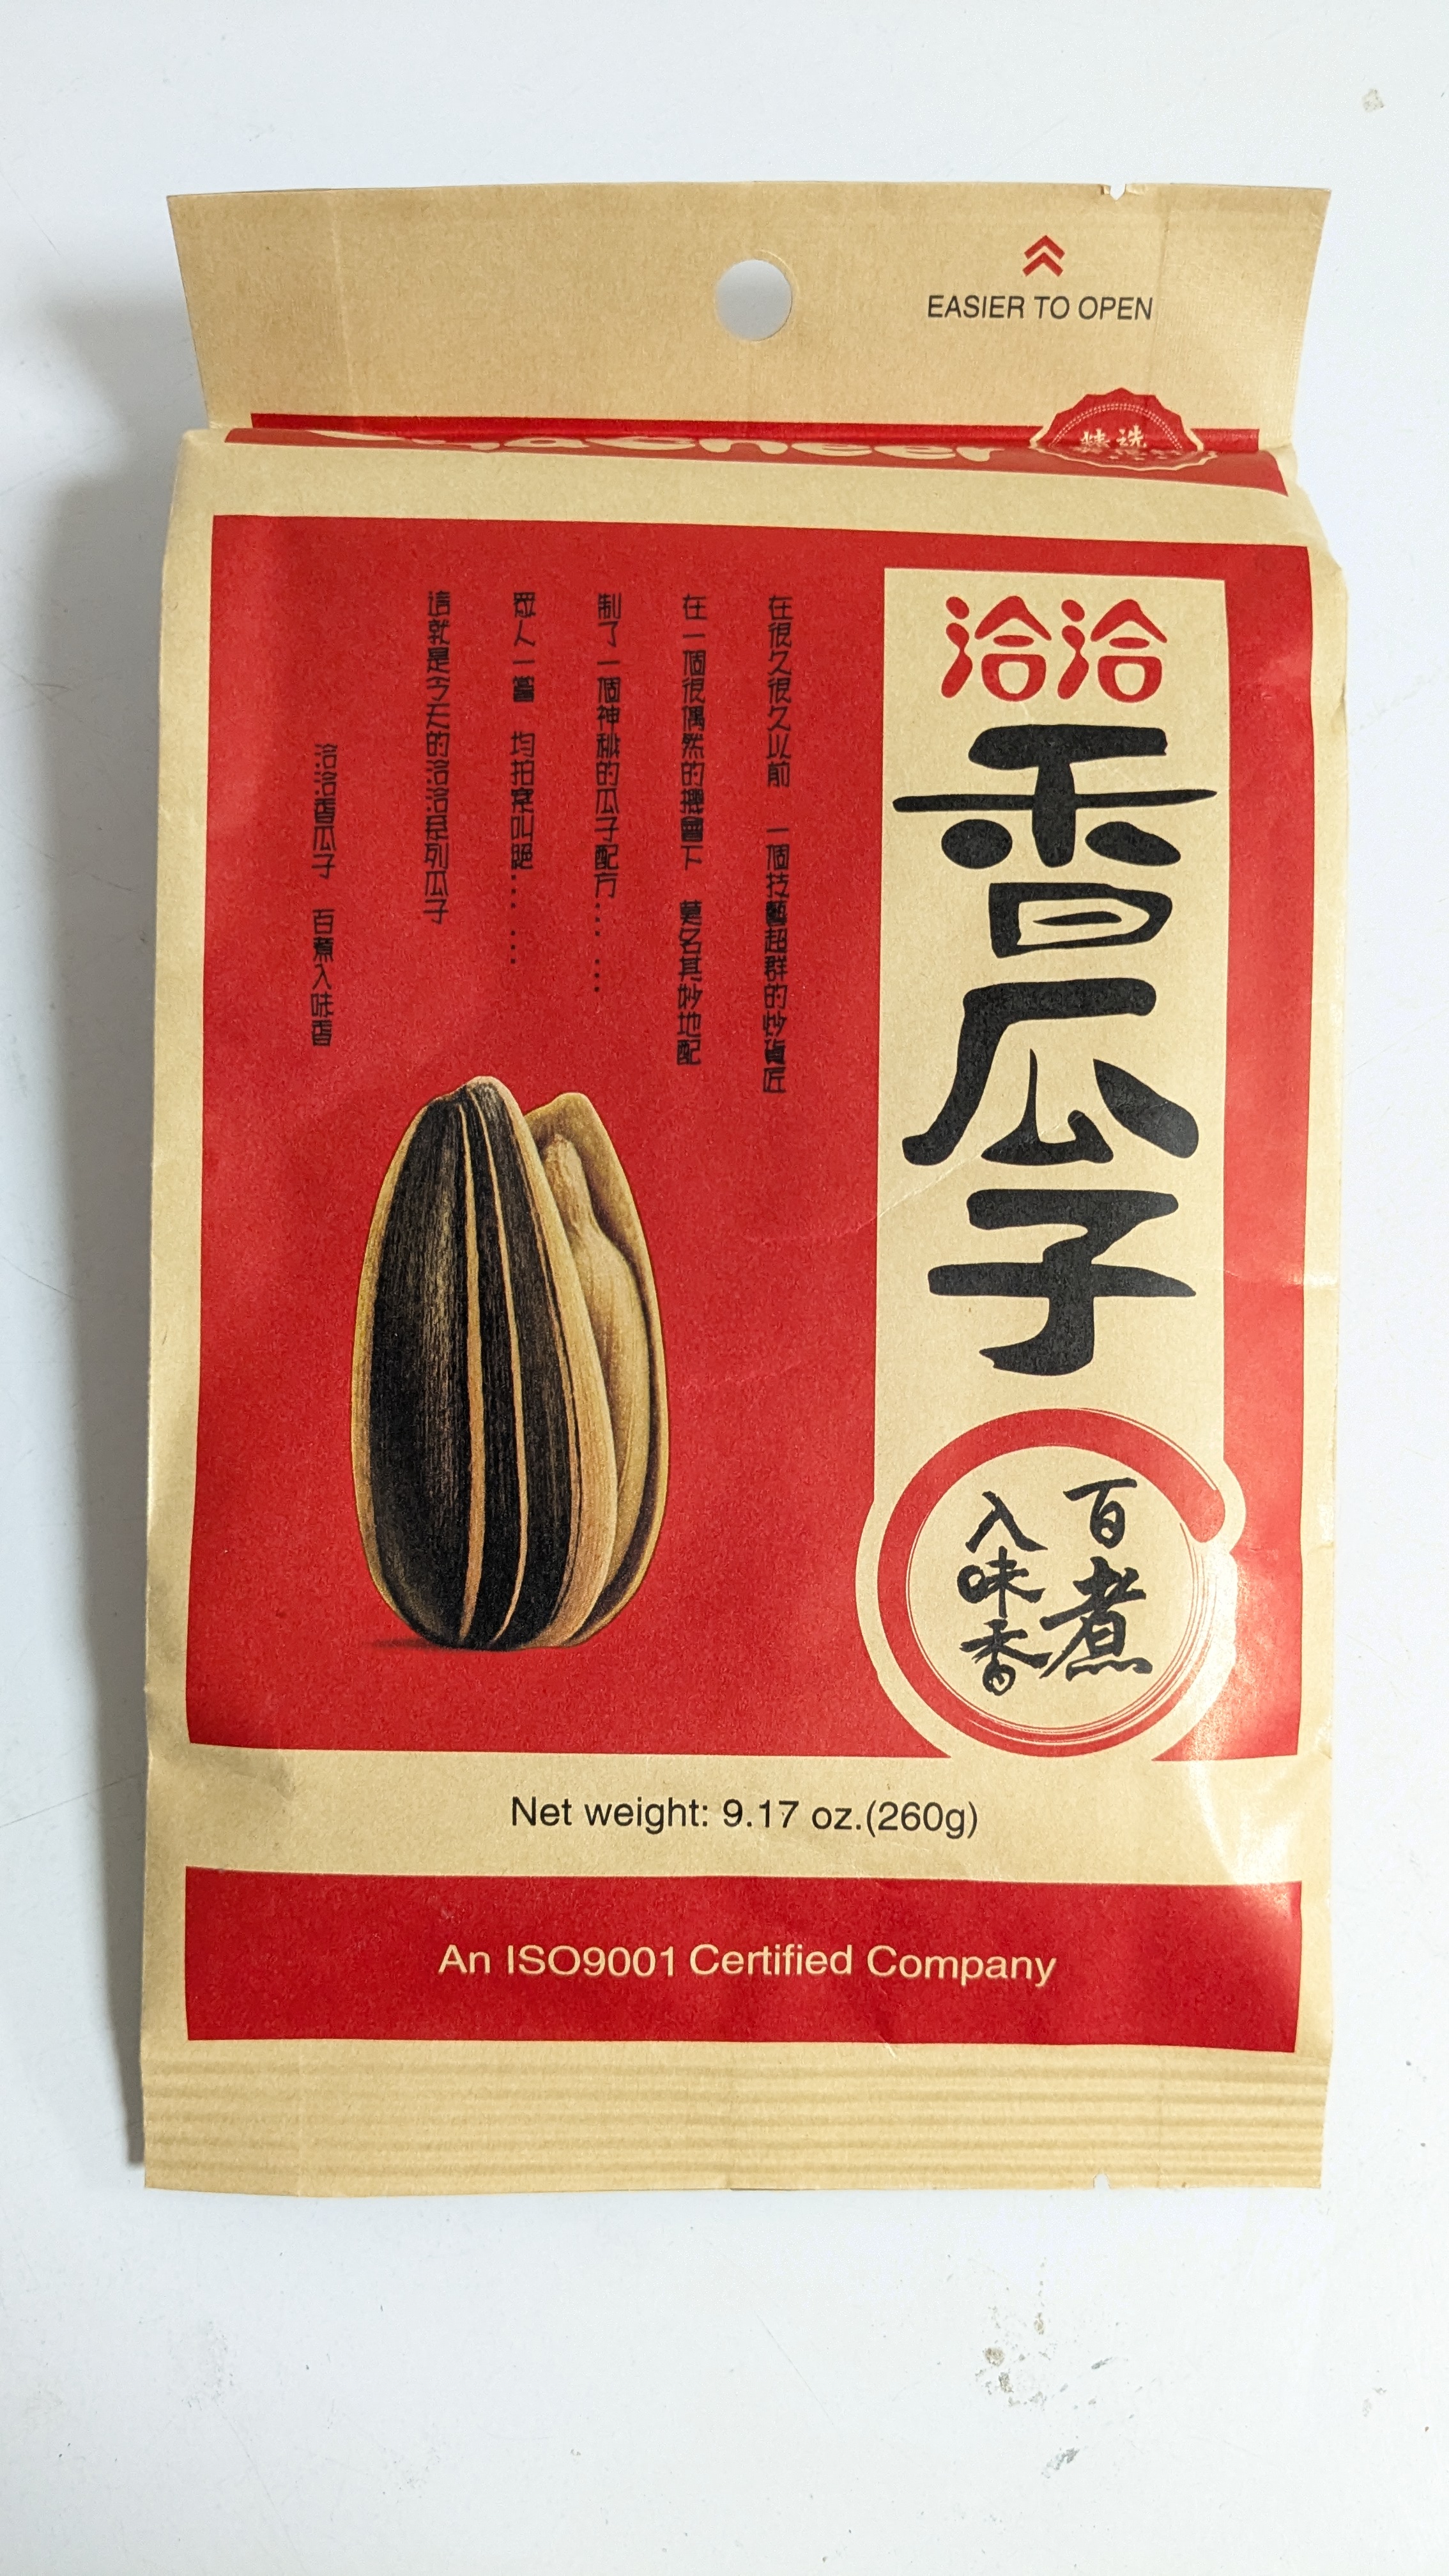 EASIER TO OPEN
精选
洽洽
香瓜子
百煮
入味香
在很久很久以前 一個技藝超群的炒貨匠
在一個很偶然的機會下 莫名其妙地配
制了一個神秘的瓜子配方… …
眾人一嘗 均拍案叫絕… …
這就是今天的洽洽系列瓜子
洽洽香瓜子 百煮入味香
Net weight: 9.17 oz.(260g)
An ISO9001 Certified Company